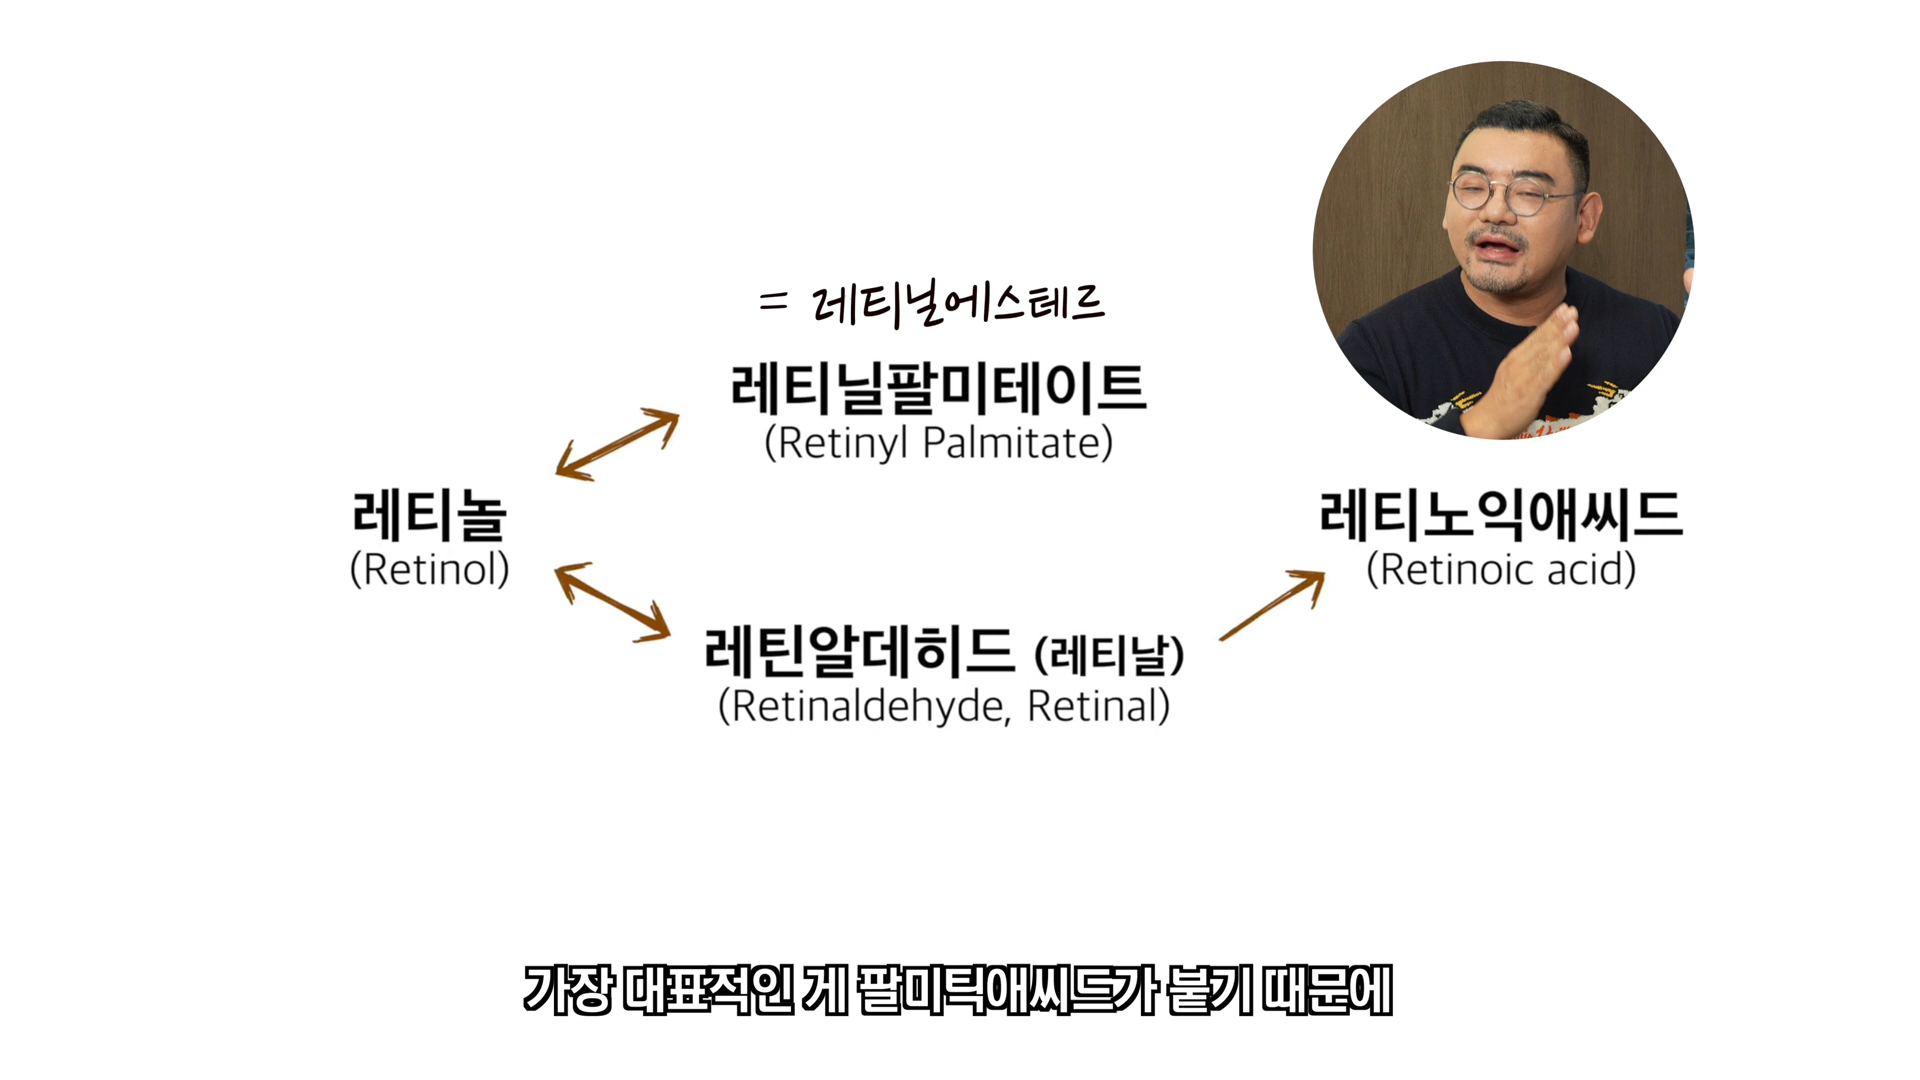 = 레티닐에스테르
레티닐팔미테이트
(Retinyl Palmitate)
레티놀
(Retinol)
레티노익애씨드
(Retinoic acid)
레틴알데히드 (레티날)
(Retinaldehyde, Retinal)
가장 대표적인 게 팔미틱애씨드가 붙기 때문에